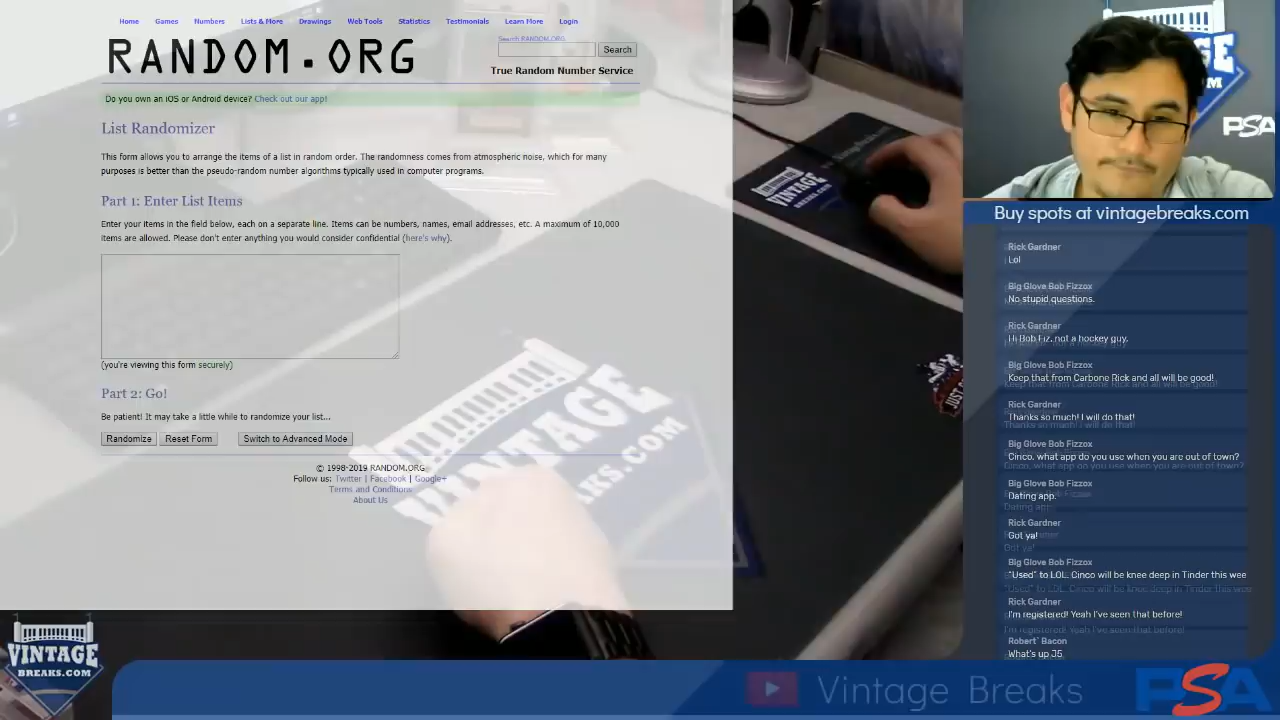 Home Games Numbers Lists & More Drawings Web Tools Statistics Testimonials Learn More Login
RANDOM.ORG
Search RANDOM.ORG
Search
True Random Number Service
Do you own an iOS or Android device? Check out our app!
List Randomizer
This form allows you to arrange the items of a list in random order. The randomness comes from atmospheric noise, which for many
purposes is better than the pseudo-random number algorithms typically used in computer programs.
Part 1: Enter List Items
Enter your items in the field below, each on a separate line. Items can be numbers, names, email addresses, etc. A maximum of 10,000
items are allowed. Please don't enter anything you would consider confidential (here's why).
(you're viewing this form securely)
Part 2: Go!
Be patient! It may take a little while to randomize your list...
Randomize Reset Form Switch to Advanced Mode
© 1998-2019 RANDOM.ORG
Follow us: Twitter | Facebook | Google+
Terms and Conditions
About Us
VINTAGE
BREAKS.COM
VINTAGE
BREAKS.COM
JUST
PSA
Buy spots at vintagebreaks.com
Rick Gardner
Lol
Big Glove Bob Fizzox
No stupid questions.
Rick Gardner
Hi Bob Fiz, not a hockey guy.
Big Glove Bob Fizzox
Keep that from Carbone Rick and all will be good!
Rick Gardner
Thanks so much! I will do that!
Big Glove Bob Fizzox
Cinco, what app do you use when you are out of town?
Big Glove Bob Fizzox
Dating app.
Rick Gardner
Got ya!
Big Glove Bob Fizzox
"Used" to LOL. Cinco will be knee deep in Tinder this wee
Rick Gardner
I'm registered! Yeah I've seen that before!
Robert` Bacon
What's up J5
VINTAGE
BREAKS.COM
Vintage Breaks
PSA